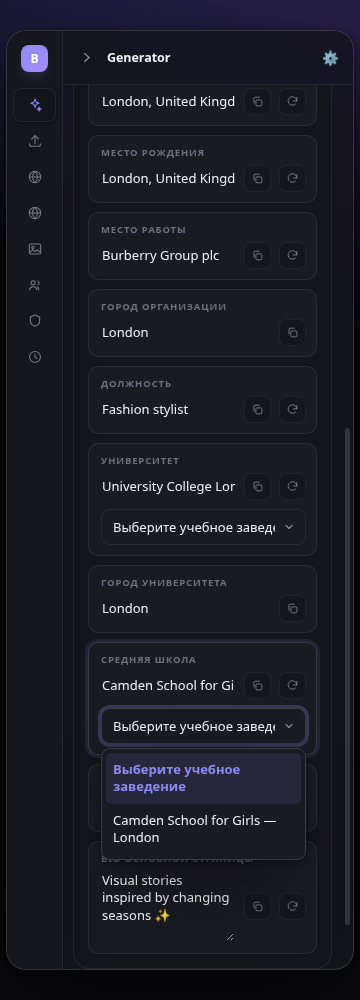 B
Generator
London, United Kingd
МЕСТО РОЖДЕНИЯ
London, United Kingd
МЕСТО РАБОТЫ
Burberry Group plc
ГОРОД ОРГАНИЗАЦИИ
London
ДОЛЖНОСТЬ
Fashion stylist
УНИВЕРСИТЕТ
University College Lor
Выберите учебное заведе
ГОРОД УНИВЕРСИТЕТА
London
СРЕДНЯЯ ШКОЛА
Camden School for Gi
Выберите учебное заведе
Выберите учебное
заведение
Camden School for Girls —
London
Visual stories
inspired by changing
seasons ✨